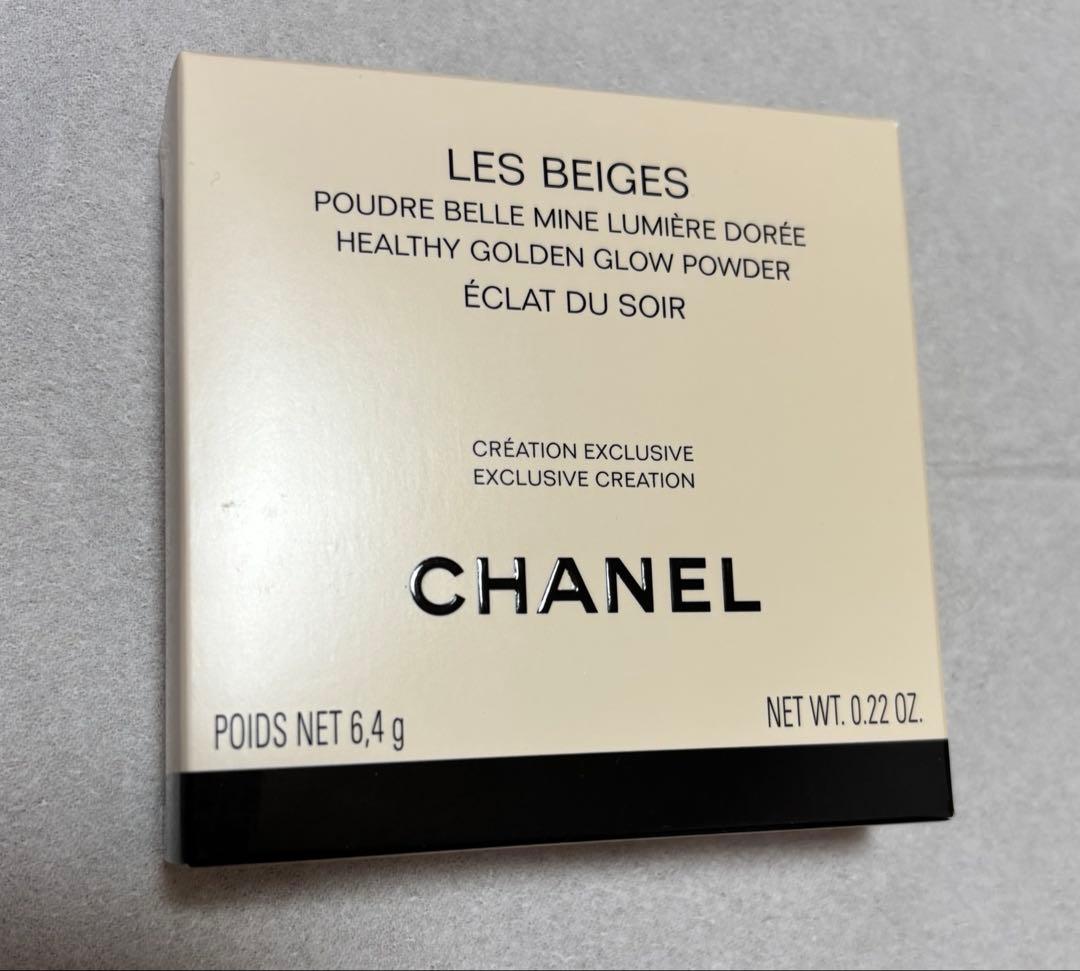 LES BEIGES
POUDRE BELLE MINE LUMIÈRE DORÉE
HEALTHY GOLDEN GLOW POWDER
ÉCLAT DU SOIR
CRÉATION EXCLUSIVE
EXCLUSIVE CREATION
CHANEL
POIDS NET 6,4 g
NET WT. 0.22 OZ.